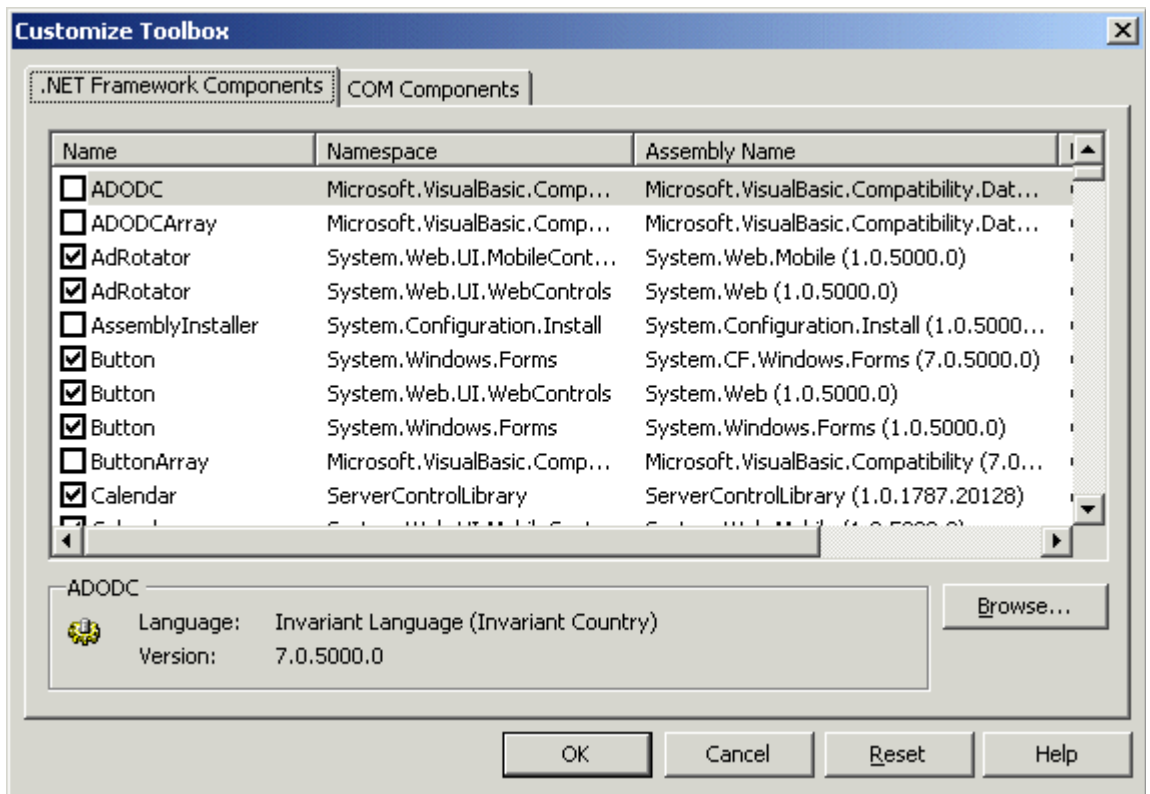 Customize Toolbox
.NET Framework Components COM Components
Name Namespace Assembly Name
ADODC Microsoft.VisualBasic.Comp... Microsoft.VisualBasic.Compatibility.Dat...
ADODCArray Microsoft.VisualBasic.Comp... Microsoft.VisualBasic.Compatibility.Dat...
AdRotator System.Web.UI.MobileCont... System.Web.Mobile (1.0.5000.0)
AdRotator System.Web.UI.WebControls System.Web (1.0.5000.0)
AssemblyInstaller System.Configuration.Install System.Configuration.Install (1.0.5000...
Button System.Windows.Forms System.CF.Windows.Forms (7.0.5000.0)
Button System.Web.UI.WebControls System.Web (1.0.5000.0)
Button System.Windows.Forms System.Windows.Forms (1.0.5000.0)
ButtonArray Microsoft.VisualBasic.Comp... Microsoft.VisualBasic.Compatibility (7.0...
Calendar ServerControlLibrary ServerControlLibrary (1.0.1787.20128)
ADODC
Language: Invariant Language (Invariant Country)
Version: 7.0.5000.0
Browse...
OK Cancel Reset Help